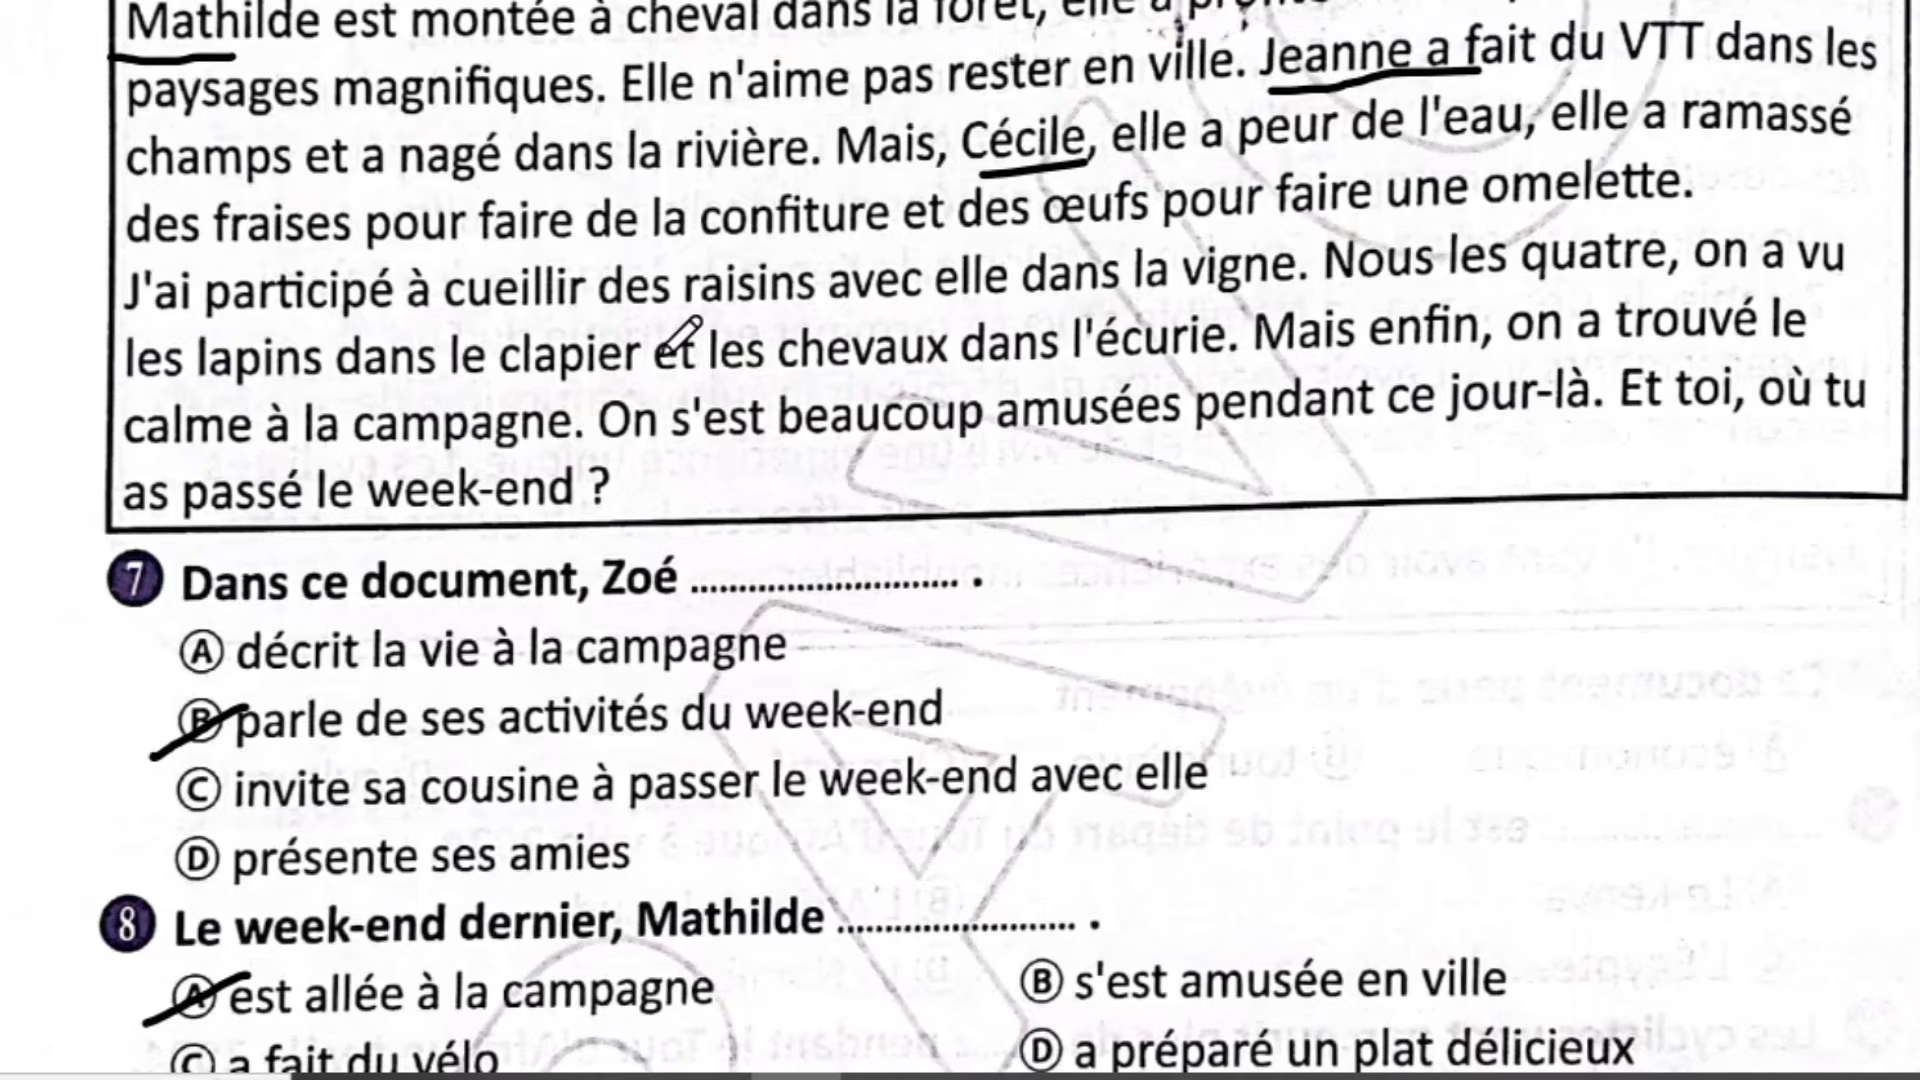 Mathilde est montée à cheval dans la forêt, elle a
paysages magnifiques. Elle n'aime pas rester en ville. Jeanne a fait du VTT dans les
champs et a nagé dans la rivière. Mais, Cécile, elle a peur de l'eau, elle a ramassé
des fraises pour faire de la confiture et des œufs pour faire une omelette.
J'ai participé à cueillir des raisins avec elle dans la vigne. Nous les quatre, on a vu
les lapins dans le clapier et les chevaux dans l'écurie. Mais enfin, on a trouvé le
calme à la campagne. On s'est beaucoup amusées pendant ce jour-là. Et toi, où tu
as passé le week-end ?
7 Dans ce document, Zoé ............................ .
A décrit la vie à la campagne
B parle de ses activités du week-end
C invite sa cousine à passer le week-end avec elle
D présente ses amies
8 Le week-end dernier, Mathilde ......................... .
A est allée à la campagne
B s'est amusée en ville
C a fait du vélo
D a préparé un plat délicieux